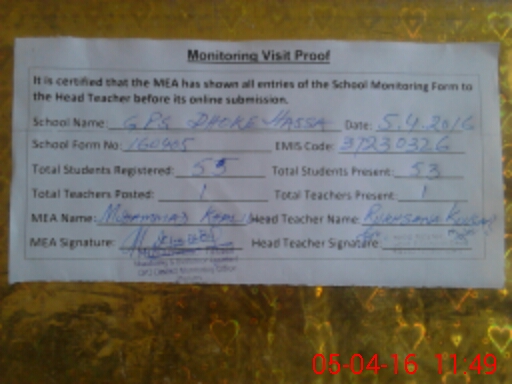 Monitoring Visit Proof
It is certified that the MEA has shown all entries of the School Monitoring Form to
the Head Teacher before its online submission.
School Name: GPS DHOKE HASSA Date: 5.4.2016
School Form No: 160405 EMIS Code: 37230326
Total Students Registered: 55 Total Students Present: 53
Total Teachers Posted: 1 Total Teachers Present: 1
MEA Name: Muhammad Head Teacher Name:
MEA Signature: Head Teacher Signature:
05-04-16 11:49